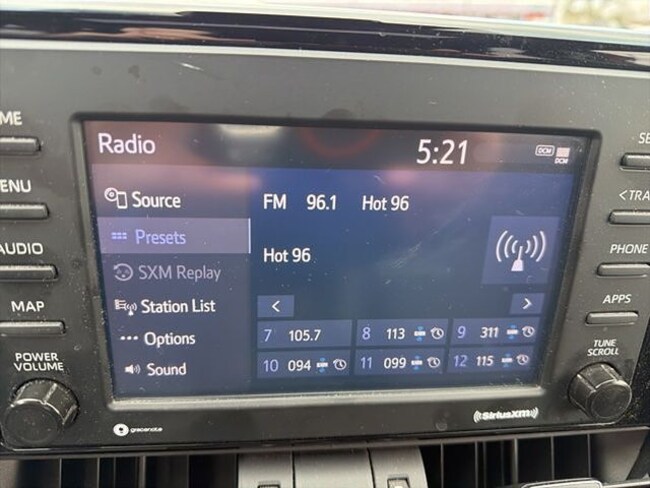 Radio
5:21
DCM
DCM
Source
Presets
SXM Replay
Station List
Options
Sound
FM 96.1 Hot 96
Hot 96
<
>
7 105.7
8 113
9 311
10 094
11 099
12 115
ME
ENU
AUDIO
MAP
POWER
VOLUME
SE
<TRA
PHONE
APPS
TUNE
SCROLL
gracenote
SiriusXM